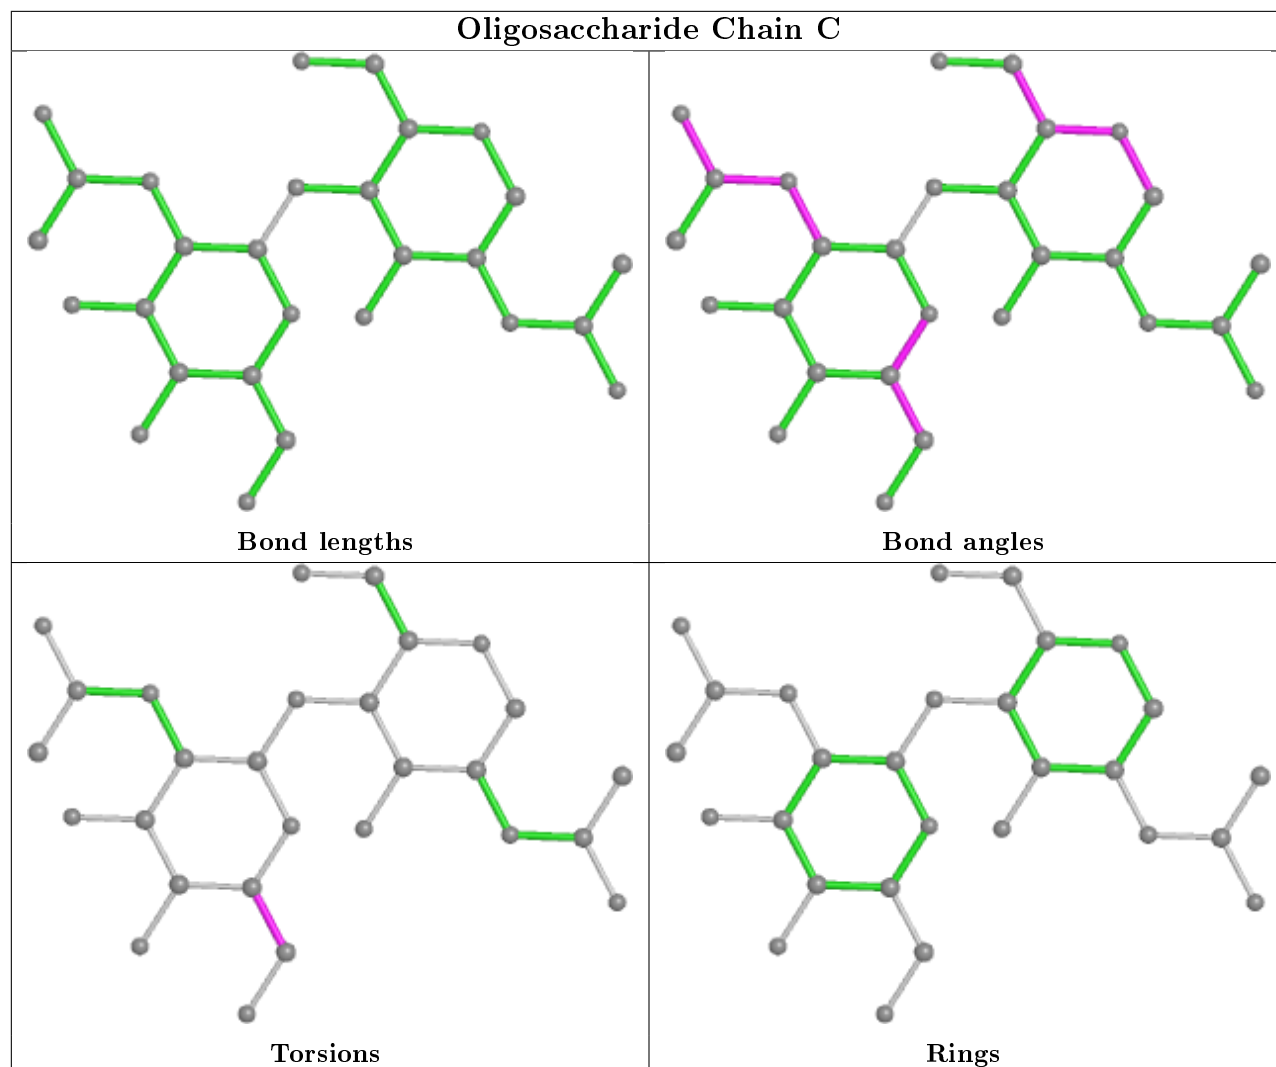 Oligosaccharide Chain C
Bond lengths
Bond angles
Torsions
Rings